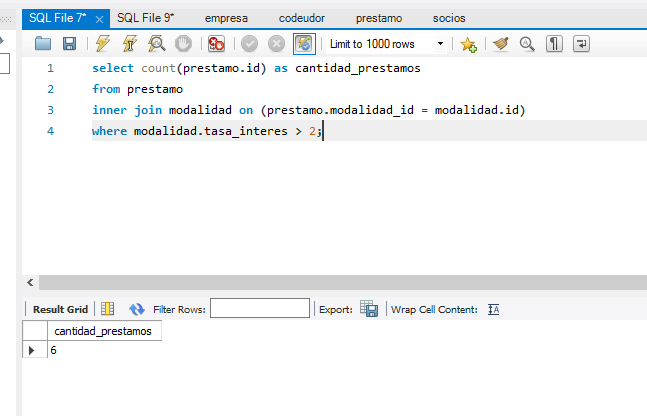 SQL File 7* × SQL File 9* empresa codeudor prestamo socios
Limit to 1000 rows
1 select count(prestamo.id) as cantidad_prestamos
2 from prestamo
3 inner join modalidad on (prestamo.modalidad_id = modalidad.id)
4 where modalidad.tasa_interes > 2;
Result Grid Filter Rows: Export: Wrap Cell Content: IA
cantidad_prestamos
6